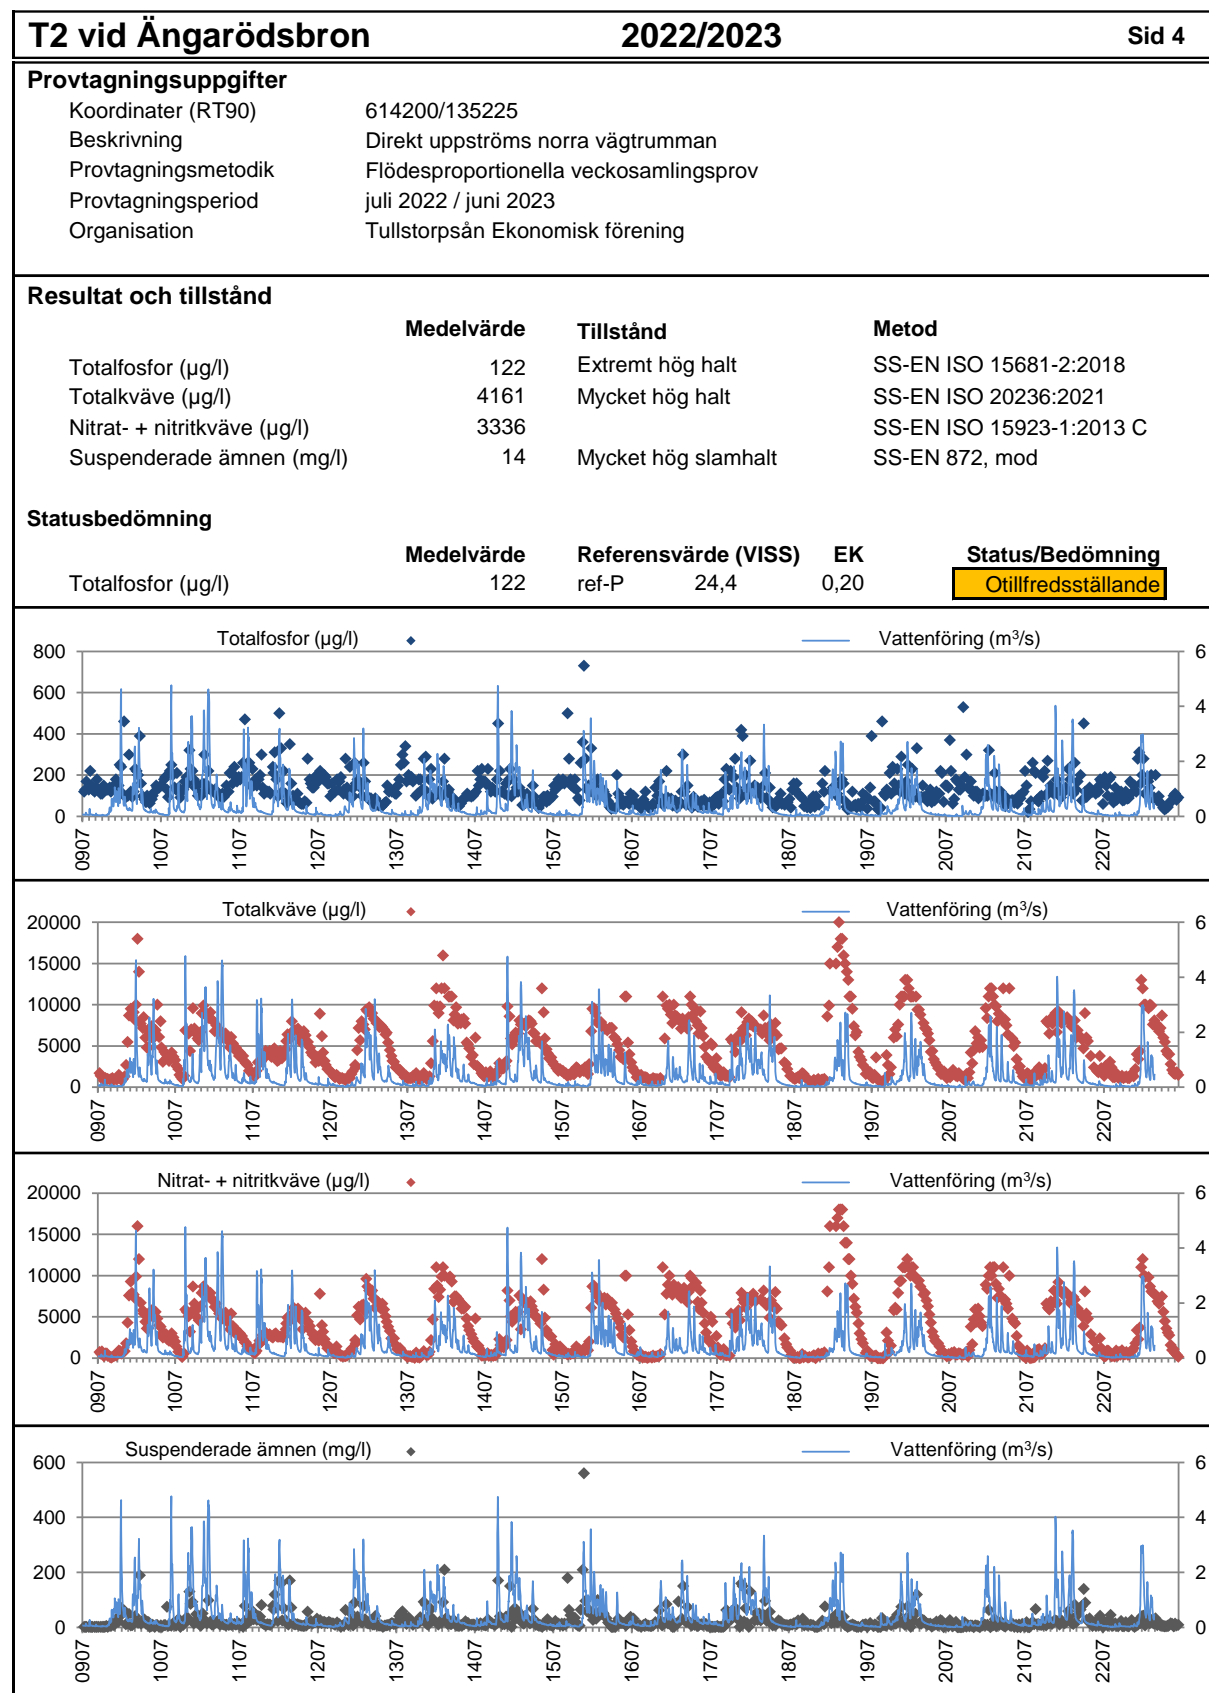 T2 vid Ängarödsbron 2022/2023 Sid 4
Provtagningsuppgifter
Koordinater (RT90) 614200/135225
Beskrivning Direkt uppströms norra vägtrumman
Provtagningsmetodik Flödesproportionella veckosamlingsprov
Provtagningsperiod juli 2022 / juni 2023
Organisation Tullstorpsån Ekonomisk förening
Resultat och tillstånd
Medelvärde Tillstånd Metod
Totalfosfor (µg/l) 122 Extremt hög halt SS-EN ISO 15681-2:2018
Totalkväve (µg/l) 4161 Mycket hög halt SS-EN ISO 20236:2021
Nitrat- + nitritkväve (µg/l) 3336 SS-EN ISO 15923-1:2013 C
Suspenderade ämnen (mg/l) 14 Mycket hög slamhalt SS-EN 872, mod
Statusbedömning
Medelvärde Referensvärde (VISS) EK Status/Bedömning
Totalfosfor (µg/l) 122 ref-P 24,4 0,20 Otillfredsställande
Totalfosfor (µg/l) Vattenföring (m³/s)
800 6
600
400 4
200 2
0 0
0907 1007 1107 1207 1307 1407 1507 1607 1707 1807 1907 2007 2107 2207
Totalkväve (µg/l) Vattenföring (m³/s)
20000 6
15000
4
10000
5000 2
0 0
0907 1007 1107 1207 1307 1407 1507 1607 1707 1807 1907 2007 2107 2207
Nitrat- + nitritkväve (µg/l) Vattenföring (m³/s)
20000 6
15000
4
10000
5000 2
0 0
0907 1007 1107 1207 1307 1407 1507 1607 1707 1807 1907 2007 2107 2207
Suspenderade ämnen (mg/l) Vattenföring (m³/s)
600 6
400 4
200 2
0 0
0907 1007 1107 1207 1307 1407 1507 1607 1707 1807 1907 2007 2107 2207